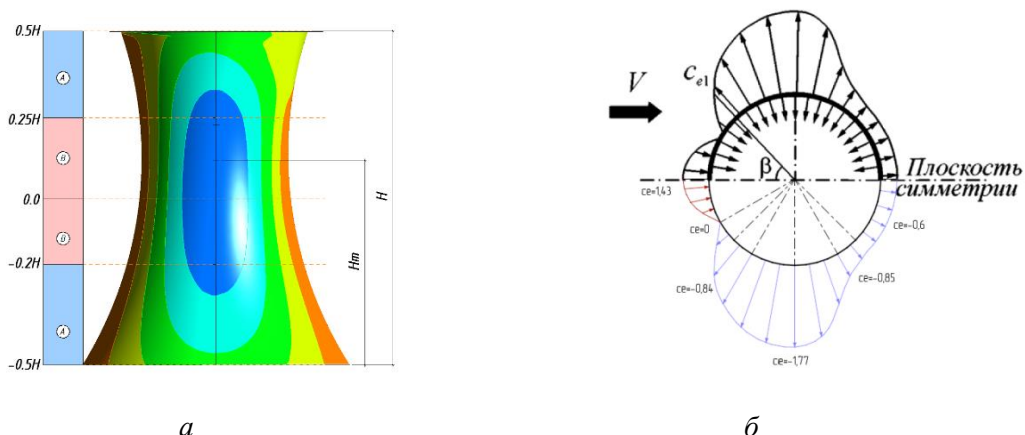 0.5H
A
0.25H
B
0.0
B
-0.2H
A
-0.5H
H
Hm
V
cₑ₁
β
Плоскость
симметрии
ce=1,43
ce=0
ce=-0,6
ce=-0,84
ce=-0,85
ce=-1,77
а
б